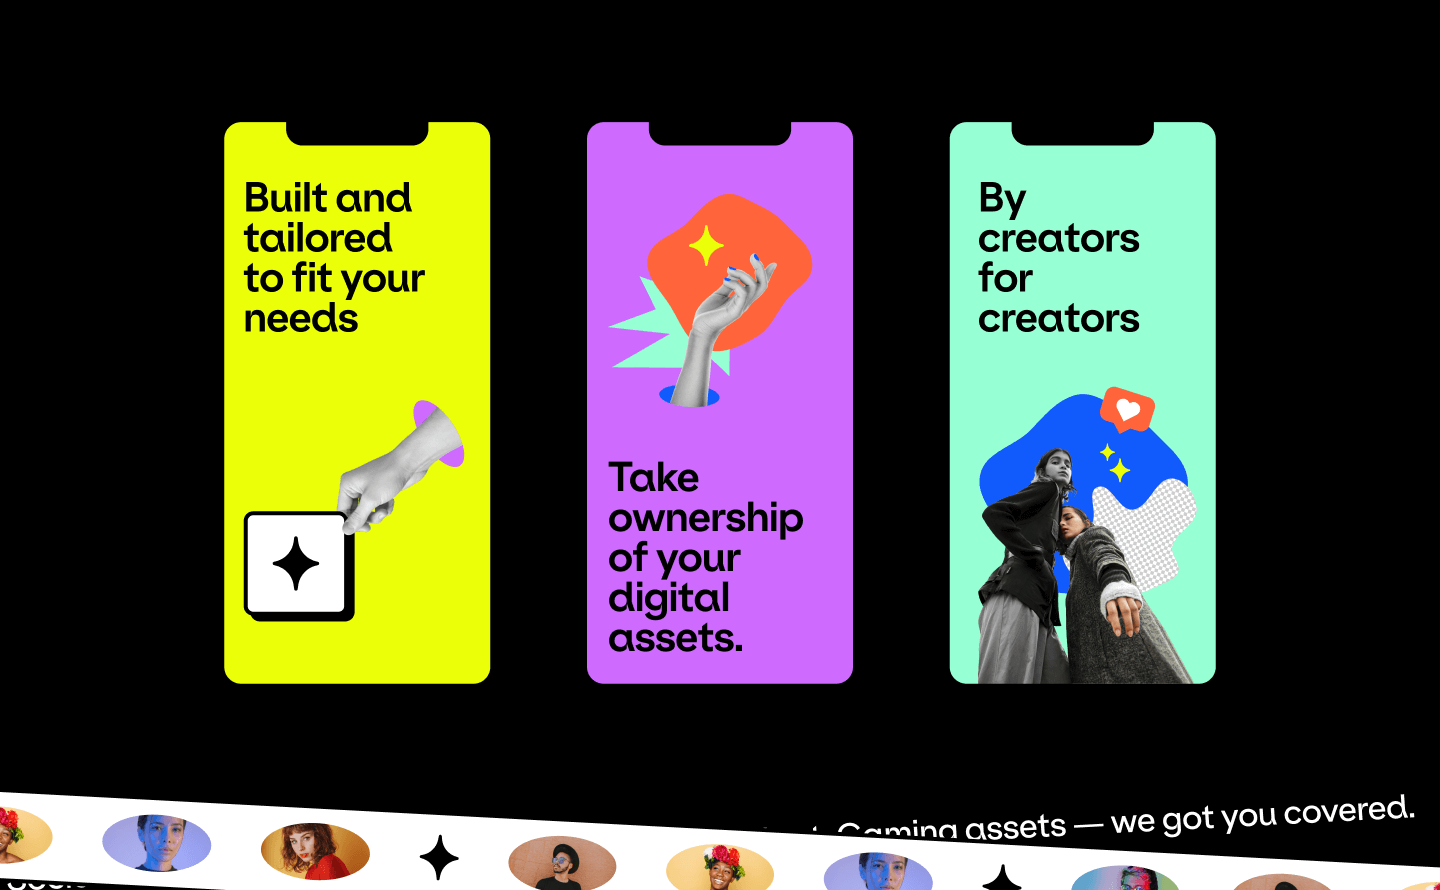 Built and
tailored
to fit your
needs
Take
ownership
of your
digital
assets.
By
creators
for
creators
Gaming assets — we got you covered.